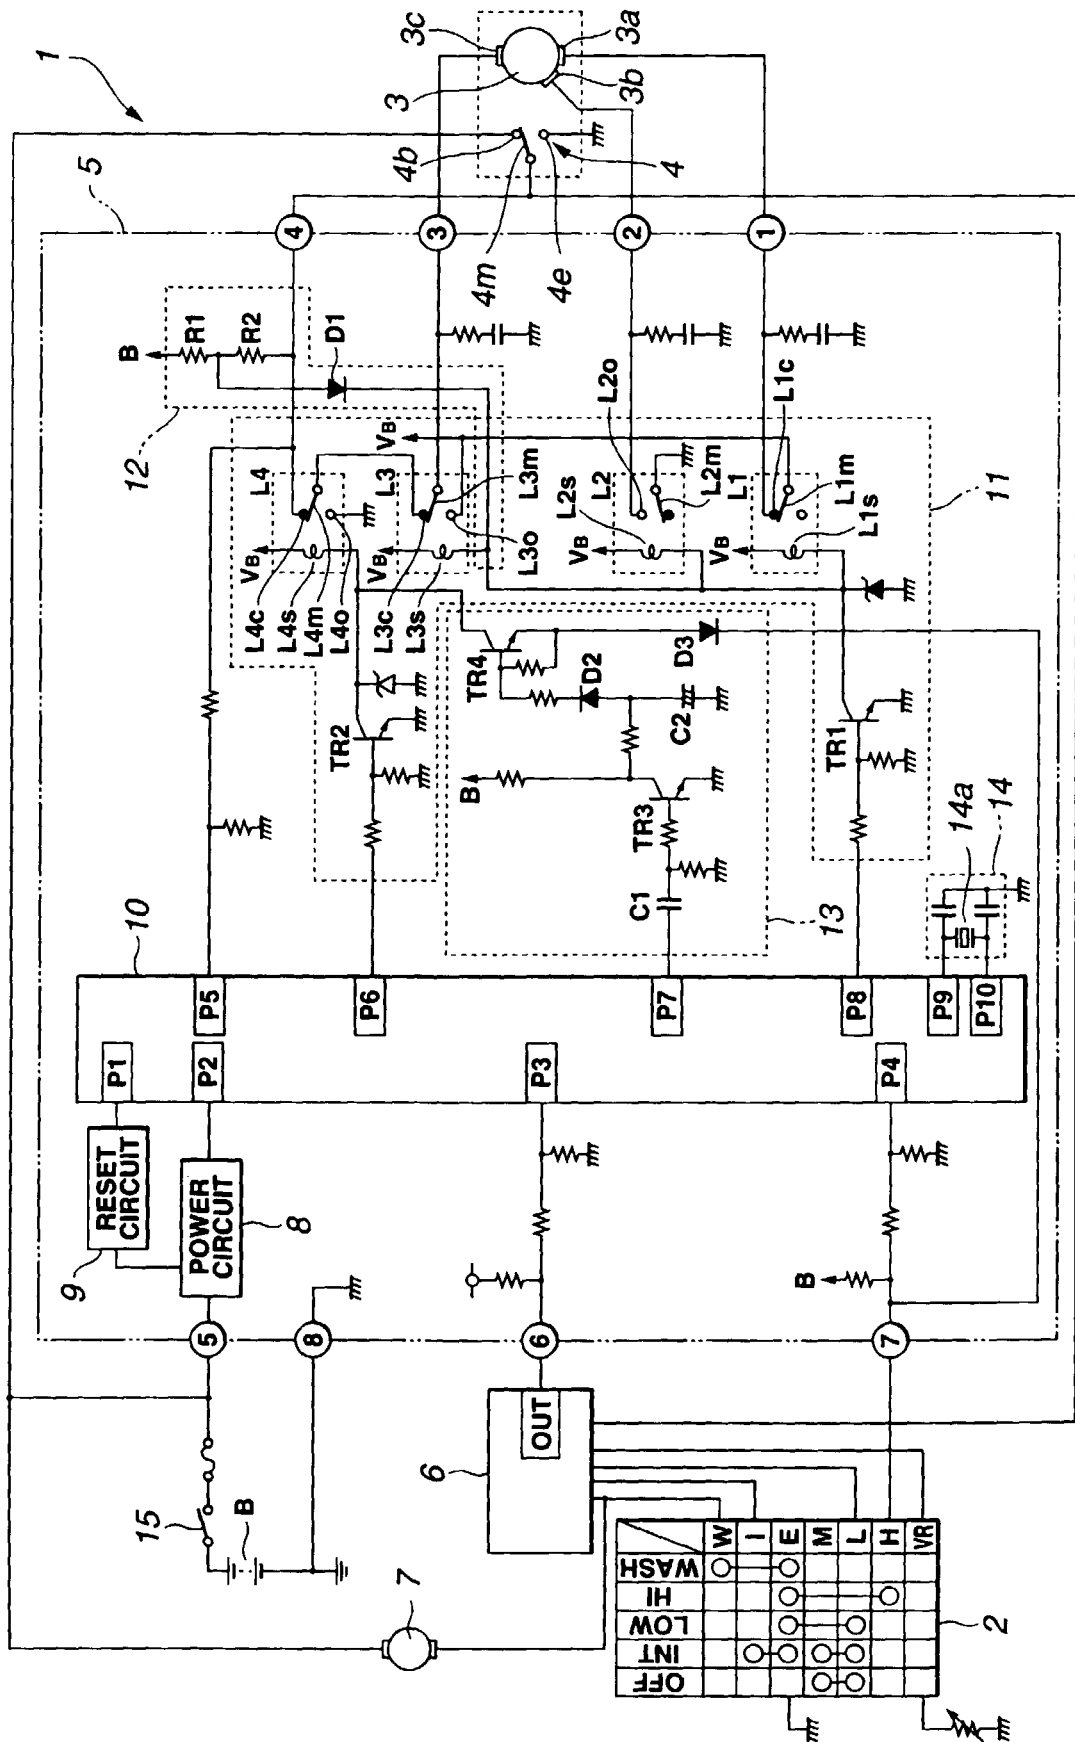 1
5
3c
3a
3
3b
4b
4
4m
4e
4
3
2
1
12
B
R1
R2
D1
L4
VB
L4c
L4s
L4m
L4o
VB
L3
VB
L3c
L3s
L3m
L3o
L2o
L2s
L2
VB
L2m
L1c
L1
VB
L1m
L1s
11
TR2
TR4
D2
D3
C2
B
TR3
C1
TR1
13
14a
14
10
P5
P6
P7
P8
P9
P10
P1
P2
P3
P4
RESET
CIRCUIT
9
POWER
CIRCUIT
8
B
5
8
6
7
15
B
6
OUT
7
W
I
E
M
L
H
VR
WASH
HI
LOW
INT
OFF
2